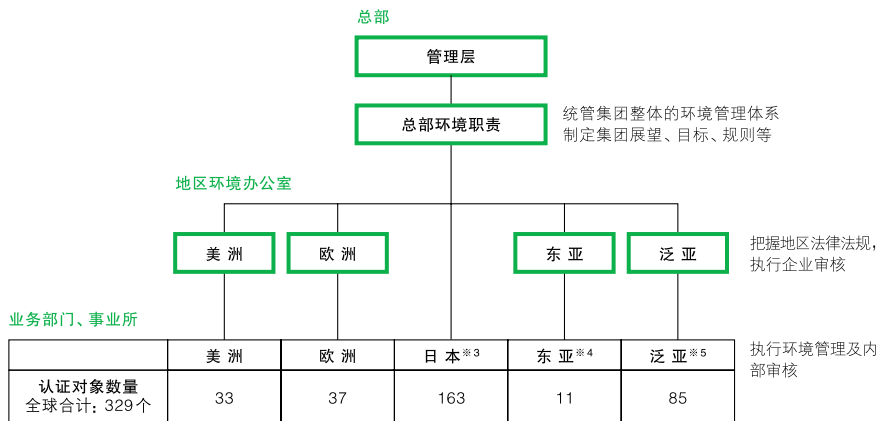 总部
管理层
总部环境职责
统管集团整体的环境管理体系
制定集团展望、目标、规则等
地区环境办公室
美洲
欧洲
东亚
泛亚
把握地区法律法规，
执行企业审核
业务部门、事业所
美洲 欧洲 日本※3 东亚※4 泛亚※5
执行环境管理及内
部审核
认证对象数量
全球合计：329个
33 37 163 11 85